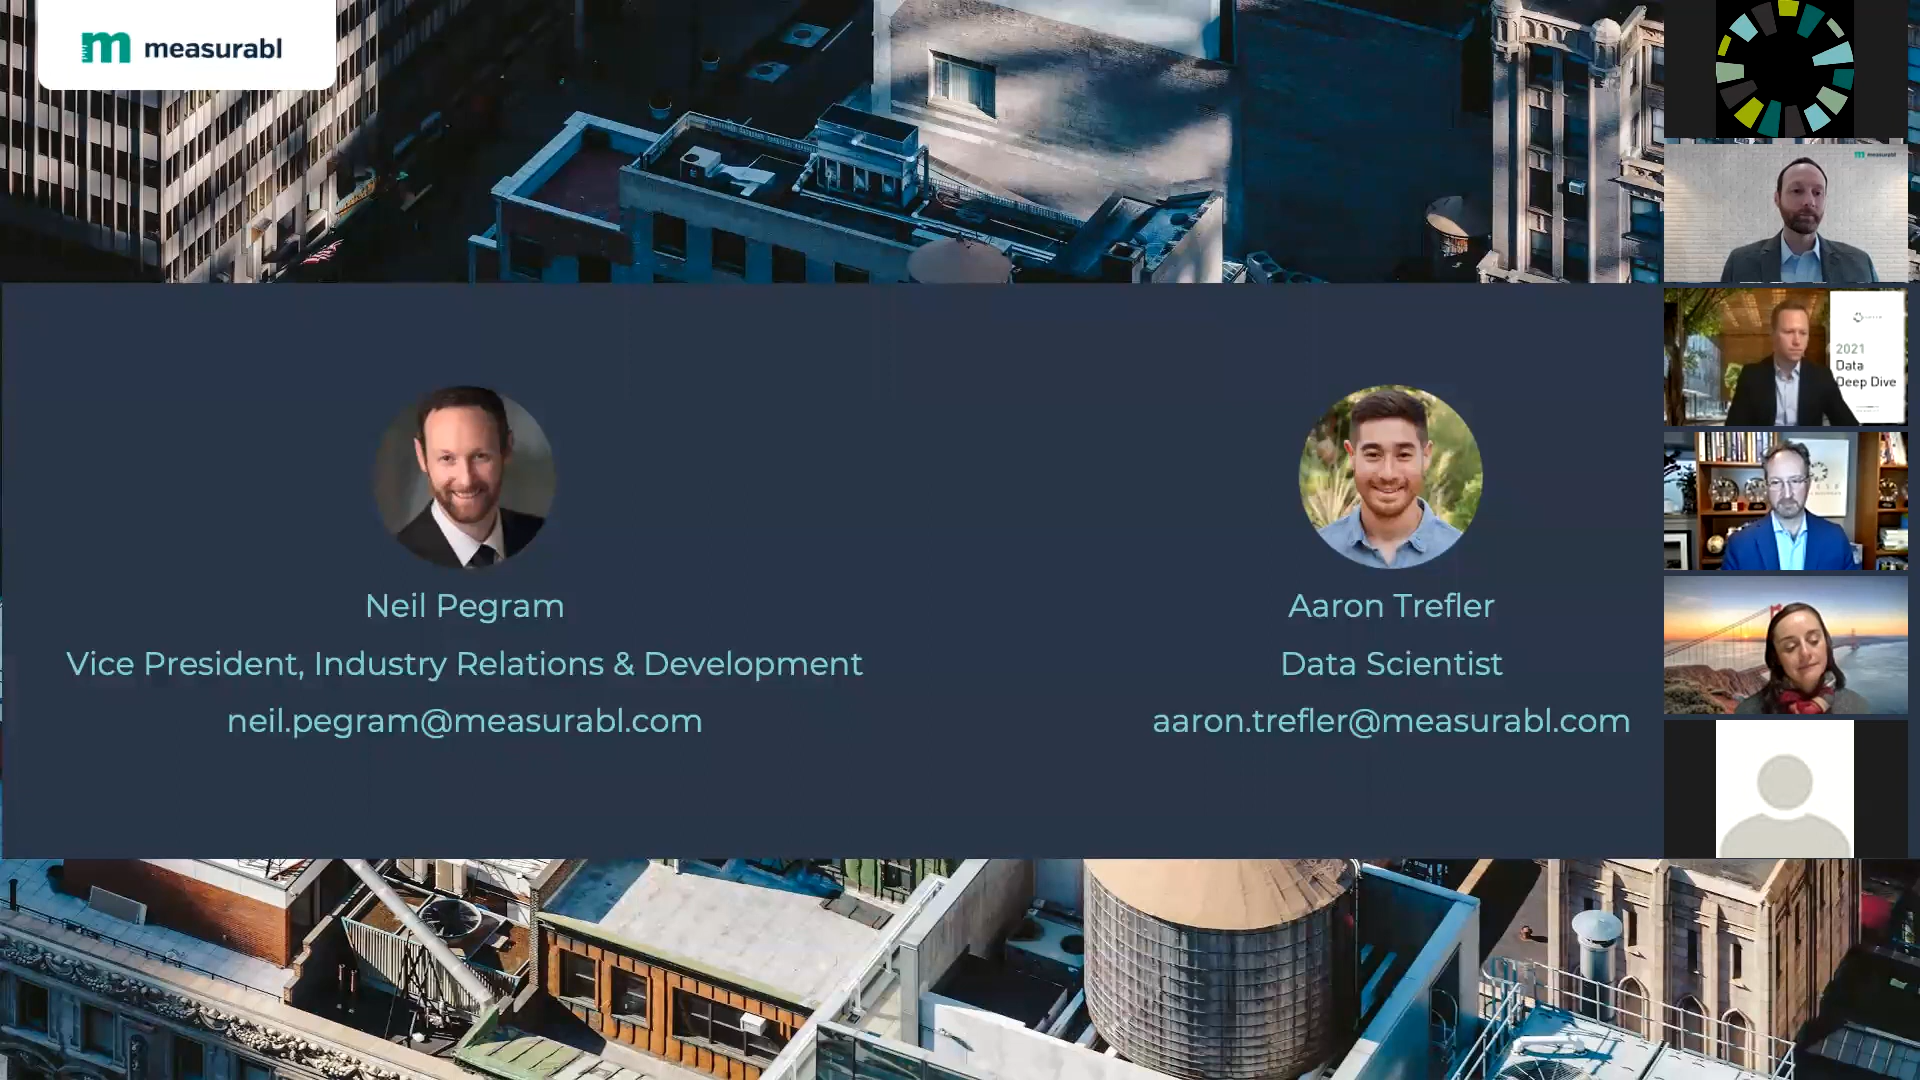 measurabl
Neil Pegram
Vice President, Industry Relations & Development
neil.pegram@measurabl.com
Aaron Trefler
Data Scientist
aaron.trefler@measurabl.com
measurabl
2021
Data
Deep Dive